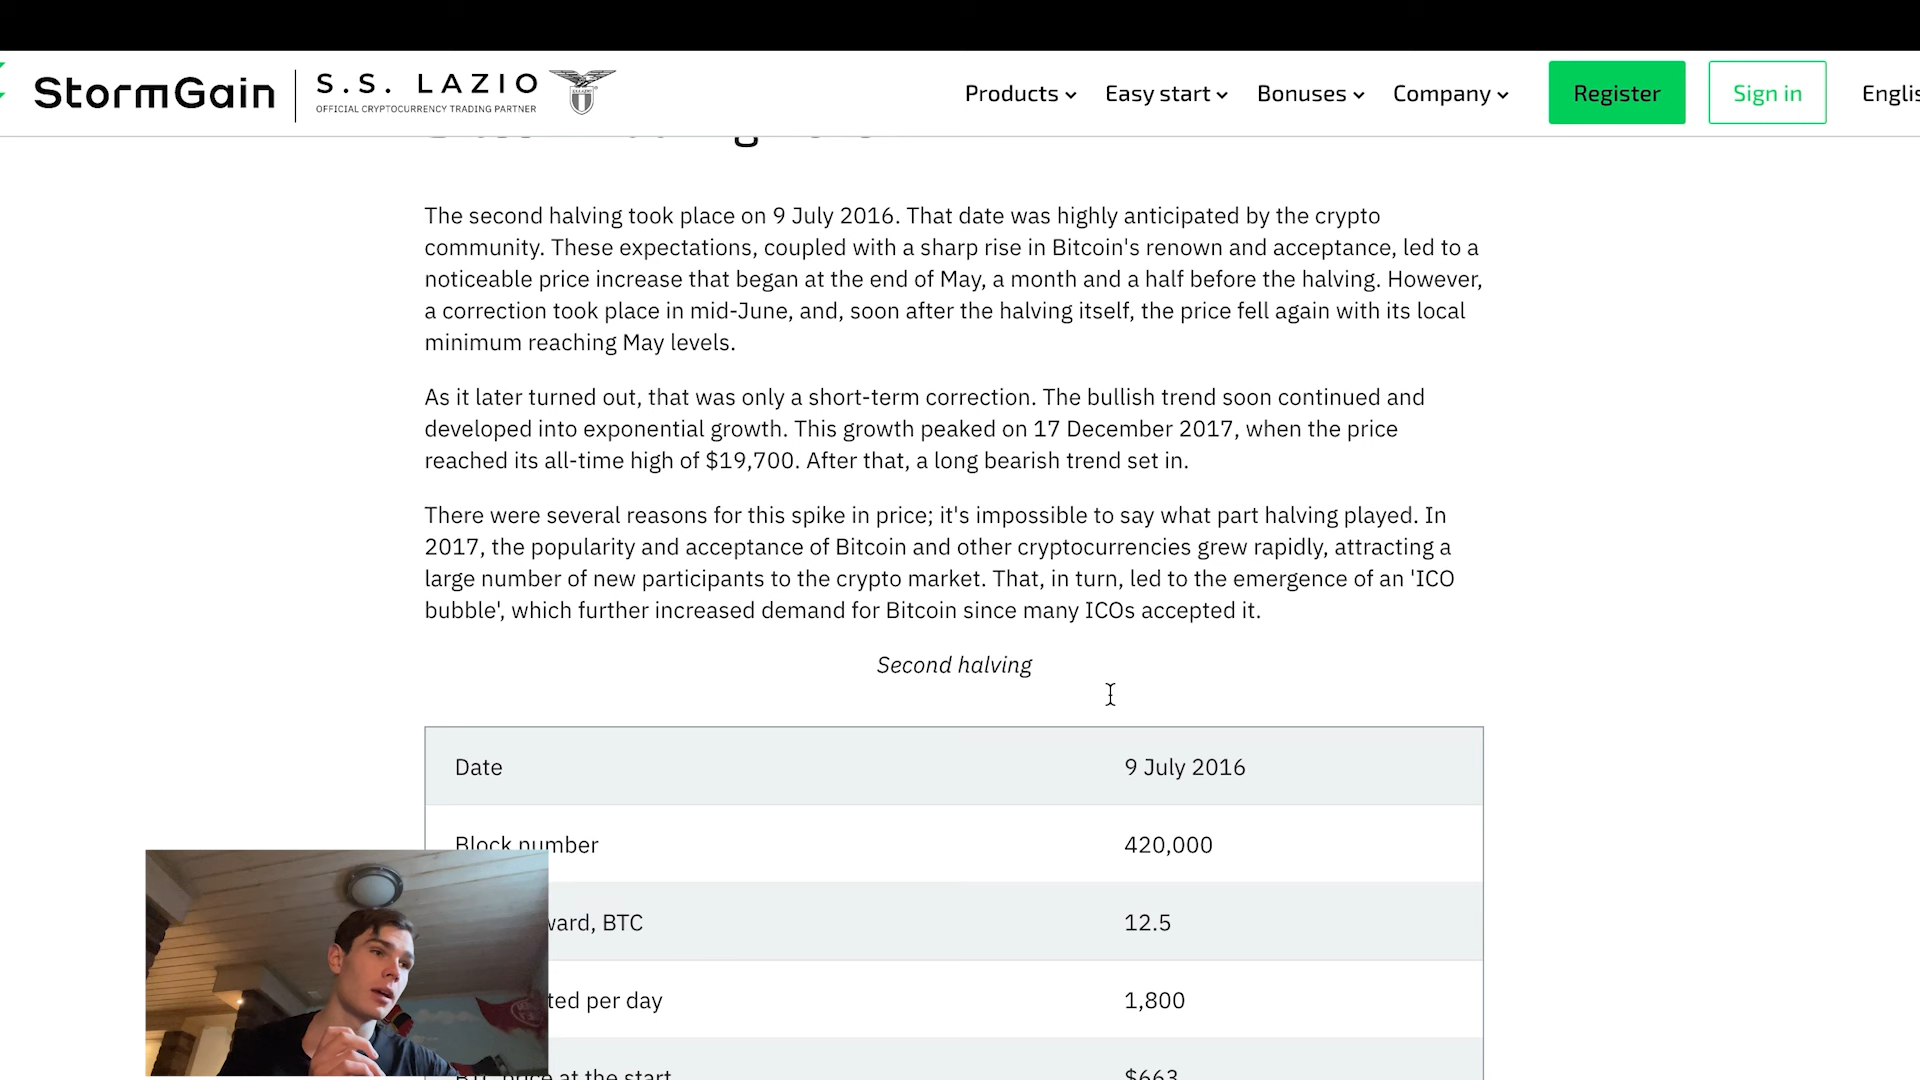 StormGain
S.S. LAZIO
OFFICIAL CRYPTOCURRENCY TRADING PARTNER
Products
Easy start
Bonuses
Company
Register
Sign in
The second halving took place on 9 July 2016. That date was highly anticipated by the crypto
community. These expectations, coupled with a sharp rise in Bitcoin's renown and acceptance, led to a
noticeable price increase that began at the end of May, a month and a half before the halving. However,
a correction took place in mid-June, and, soon after the halving itself, the price fell again with its local
minimum reaching May levels.
As it later turned out, that was only a short-term correction. The bullish trend soon continued and
developed into exponential growth. This growth peaked on 17 December 2017, when the price
reached its all-time high of $19,700. After that, a long bearish trend set in.
There were several reasons for this spike in price; it's impossible to say what part halving played. In
2017, the popularity and acceptance of Bitcoin and other cryptocurrencies grew rapidly, attracting a
large number of new participants to the crypto market. That, in turn, led to the emergence of an 'ICO
bubble', which further increased demand for Bitcoin since many ICOs accepted it.
Second halving
Date 9 July 2016
Block number 420,000
BTC 12.5
per day 1,800
BTC price at the start $663